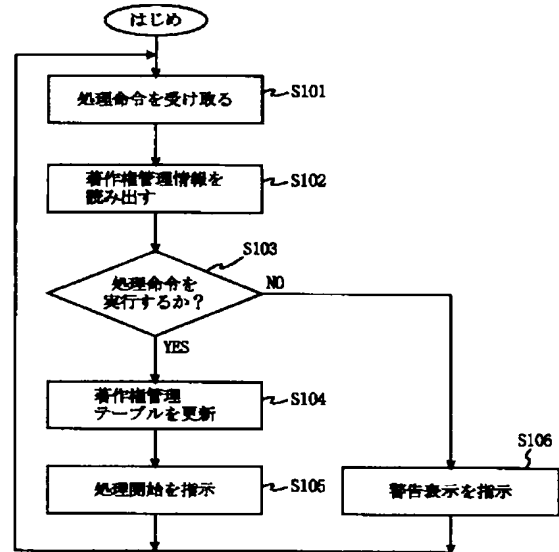 はじめ
処理命令を受け取る
S101
著作権管理情報を
読み出す
S102
S103
処理命令を
実行するか？
NO
YES
著作権管理
テーブルを更新
S104
S106
処理開始を指示
S105
警告表示を指示